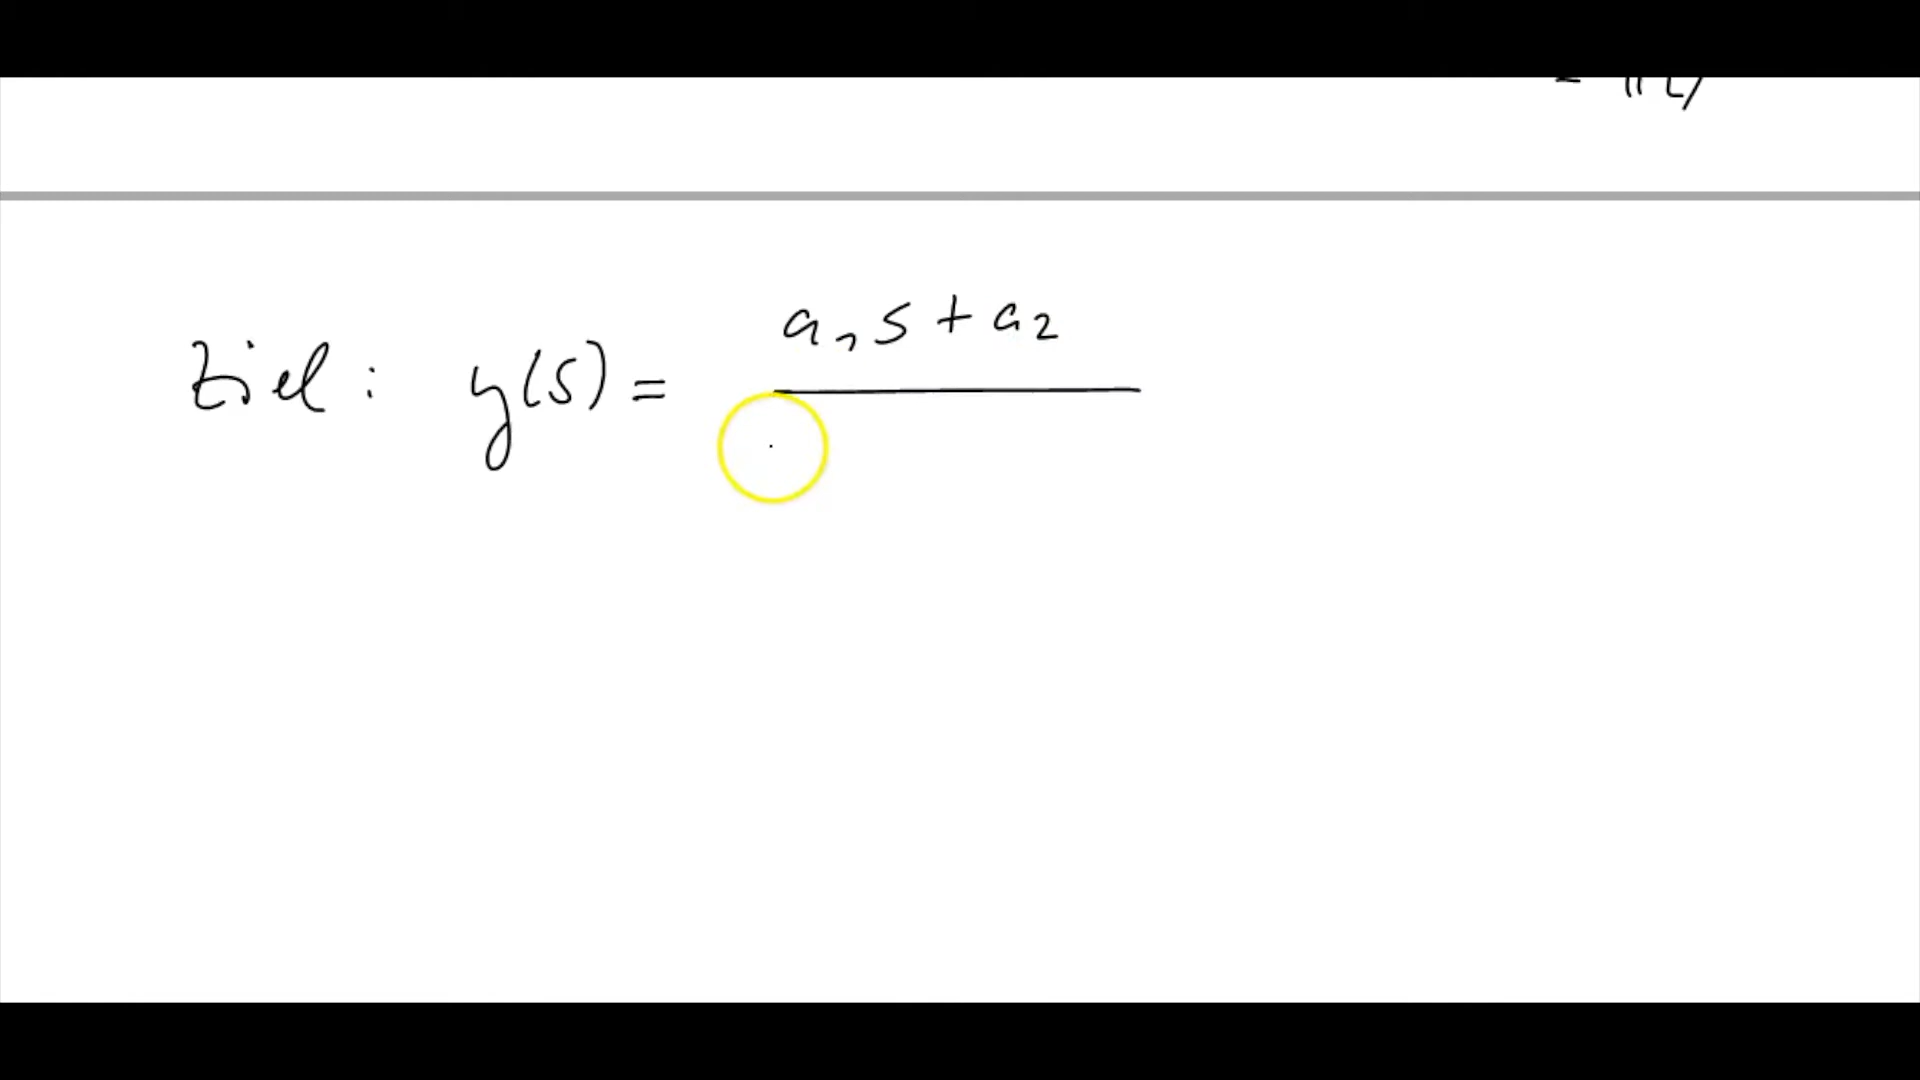 Ziel: y(s) =
a₁s + a₂